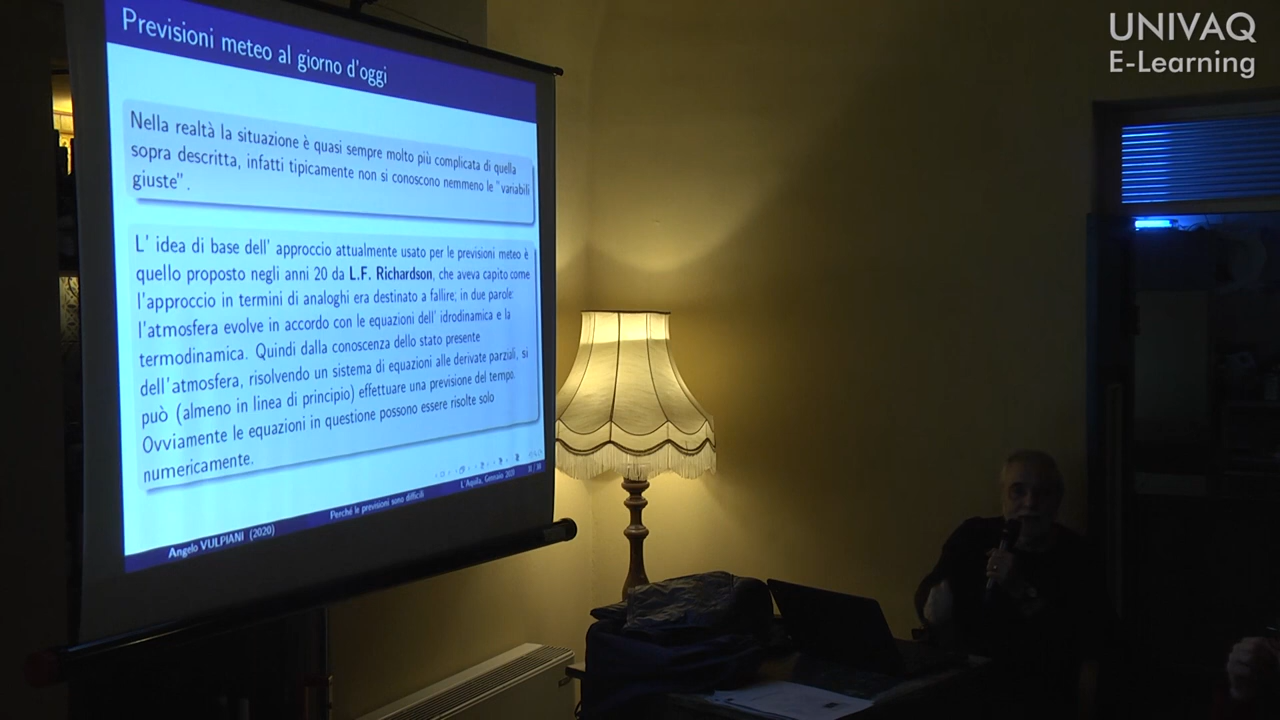 Previsioni meteo al giorno d'oggi
Nella realtà la situazione è quasi sempre molto più complicata di quella
sopra descritta, infatti tipicamente non si conoscono nemmeno le "variabili
giuste".
L' idea di base dell' approccio attualmente usato per le previsioni meteo è
quello proposto negli anni 20 da L.F. Richardson, che aveva capito come
l'approccio in termini di analoghi era destinato a fallire; in due parole:
l'atmosfera evolve in accordo con le equazioni dell' idrodinamica e la
termodinamica. Quindi dalla conoscenza dello stato presente
dell'atmosfera, risolvendo un sistema di equazioni alle derivate parziali, si
può (almeno in linea di principio) effettuare una previsione del tempo.
Ovviamente le equazioni in questione possono essere risolte solo
numericamente.
Angelo VULPIANI (2020)
Perché le previsioni sono difficili
L'Aquila, Gennaio
UNIVAQ
E-Learning